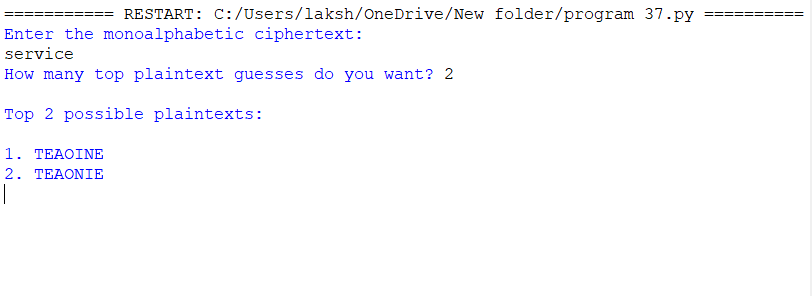 =========== RESTART: C:/Users/laksh/OneDrive/New folder/program 37.py ==========
Enter the monoalphabetic ciphertext:
service
How many top plaintext guesses do you want? 2
Top 2 possible plaintexts:
1. TEAOINE
2. TEAONIE